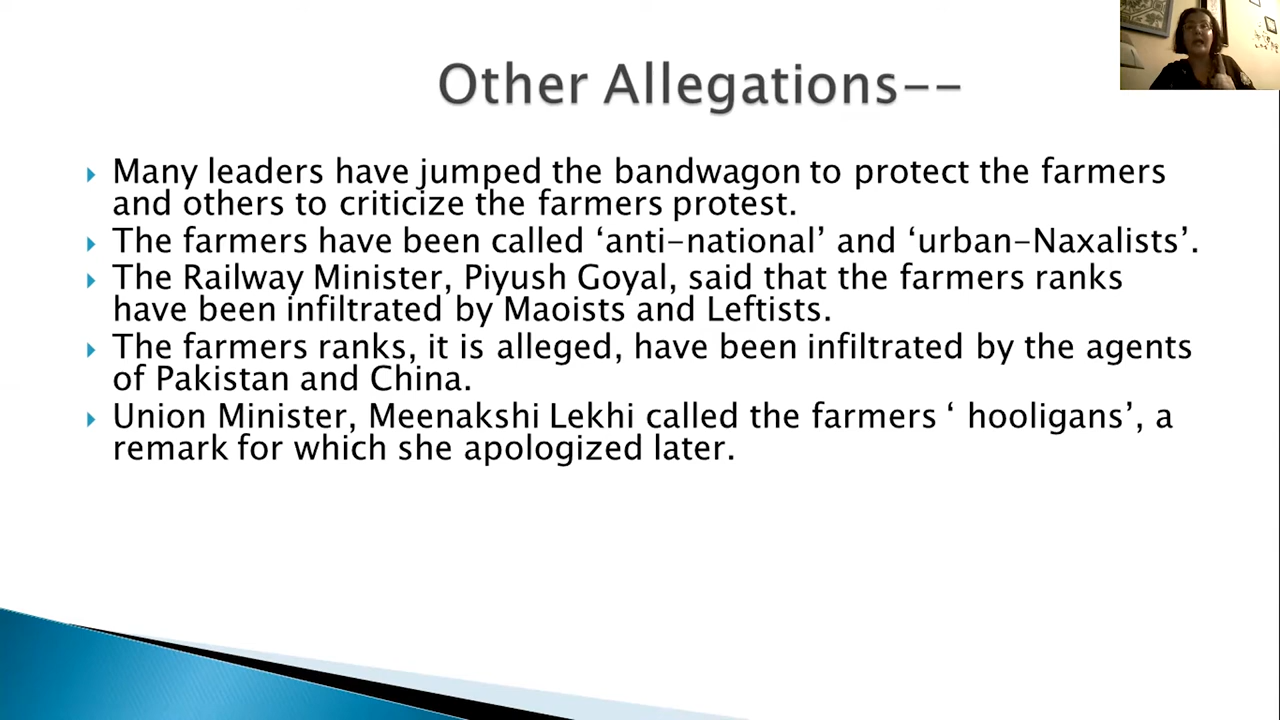 Other Allegations--
Many leaders have jumped the bandwagon to protect the farmers
and others to criticize the farmers protest.
The farmers have been called ‘anti-national’ and ‘urban-Naxalists’.
The Railway Minister, Piyush Goyal, said that the farmers ranks
have been infiltrated by Maoists and Leftists.
The farmers ranks, it is alleged, have been infiltrated by the agents
of Pakistan and China.
Union Minister, Meenakshi Lekhi called the farmers ‘ hooligans’, a
remark for which she apologized later.